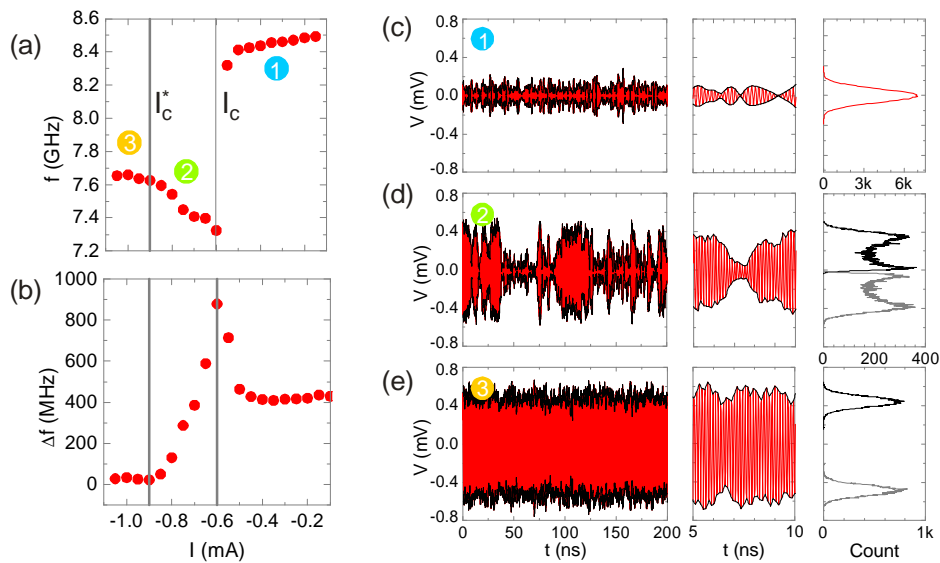 (a)
8.6
8.4
8.2
8.0
7.8
7.6
7.4
7.2
f (GHz)
1
I*c
Ic
3
2
(b)
1000
800
600
400
200
0
Δf (MHz)
-1.0 -0.8 -0.6 -0.4 -0.2
I (mA)
(c)
1
0.8
0.4
0.0
-0.4
-0.8
V (mV)
0 3k 6k
(d)
2
0.8
0.4
0.0
-0.4
-0.8
V (mV)
0 200 400
(e)
3
0.8
0.4
0.0
-0.4
-0.8
V (mV)
0 50 100 150 200
t (ns)
5 10
t (ns)
0 1k
Count